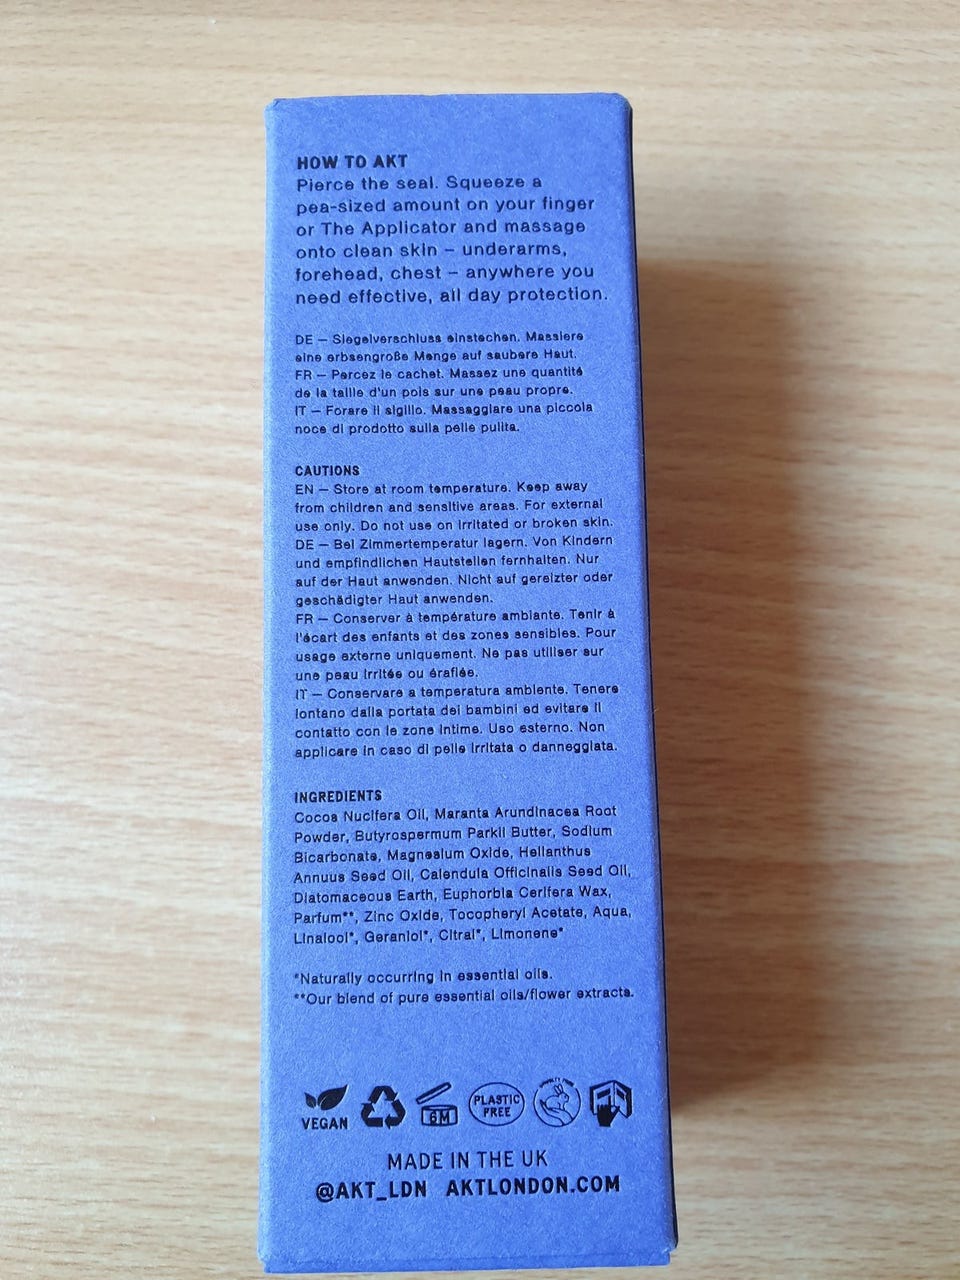 HOW TO AKT
Pierce the seal. Squeeze a
pea-sized amount on your finger
or The Applicator and massage
onto clean skin – underarms,
forehead, chest – anywhere you
need effective, all day protection.
DE – Siegelverschluss einstechen. Massiere
eine erbsengroße Menge auf saubere Haut.
FR – Percez le cachet. Massez une quantité
de la taille d'un pois sur une peau propre.
IT – Forare il sigillo. Massaggiare una piccola
noce di prodotto sulla pelle pulita.
CAUTIONS
EN – Store at room temperature. Keep away
from children and sensitive areas. For external
use only. Do not use on irritated or broken skin.
DE – Bei Zimmertemperatur lagern. Von Kindern
und empfindlichen Hautstellen fernhalten. Nur
auf der Haut anwenden. Nicht auf gereizter oder
geschädigter Haut anwenden.
FR – Conserver à température ambiante. Tenir à
l'écart des enfants et des zones sensibles. Pour
usage externe uniquement. Ne pas utiliser sur
une peau irritée ou éraflée.
IT – Conservare a temperatura ambiente. Tenere
lontano dalla portata dei bambini ed evitare il
contatto con le zone intime. Uso esterno. Non
applicare in caso di pelle irritata o danneggiata.
INGREDIENTS
Cocos Nucifera Oil, Maranta Arundinacea Root
Powder, Butyrospermum Parkii Butter, Sodium
Bicarbonate, Magnesium Oxide, Helianthus
Annuus Seed Oil, Calendula Officinalis Seed Oil,
Diatomaceous Earth, Euphorbia Cerifera Wax,
Parfum**, Zinc Oxide, Tocopheryl Acetate, Aqua,
Linalool*, Geraniol*, Citral*, Limonene*
*Naturally occurring in essential oils.
**Our blend of pure essential oils/flower extracts.
VEGAN
6M
PLASTIC
FREE
CRUELTY FREE
MADE IN THE UK
@AKT_LDN AKTLONDON.COM